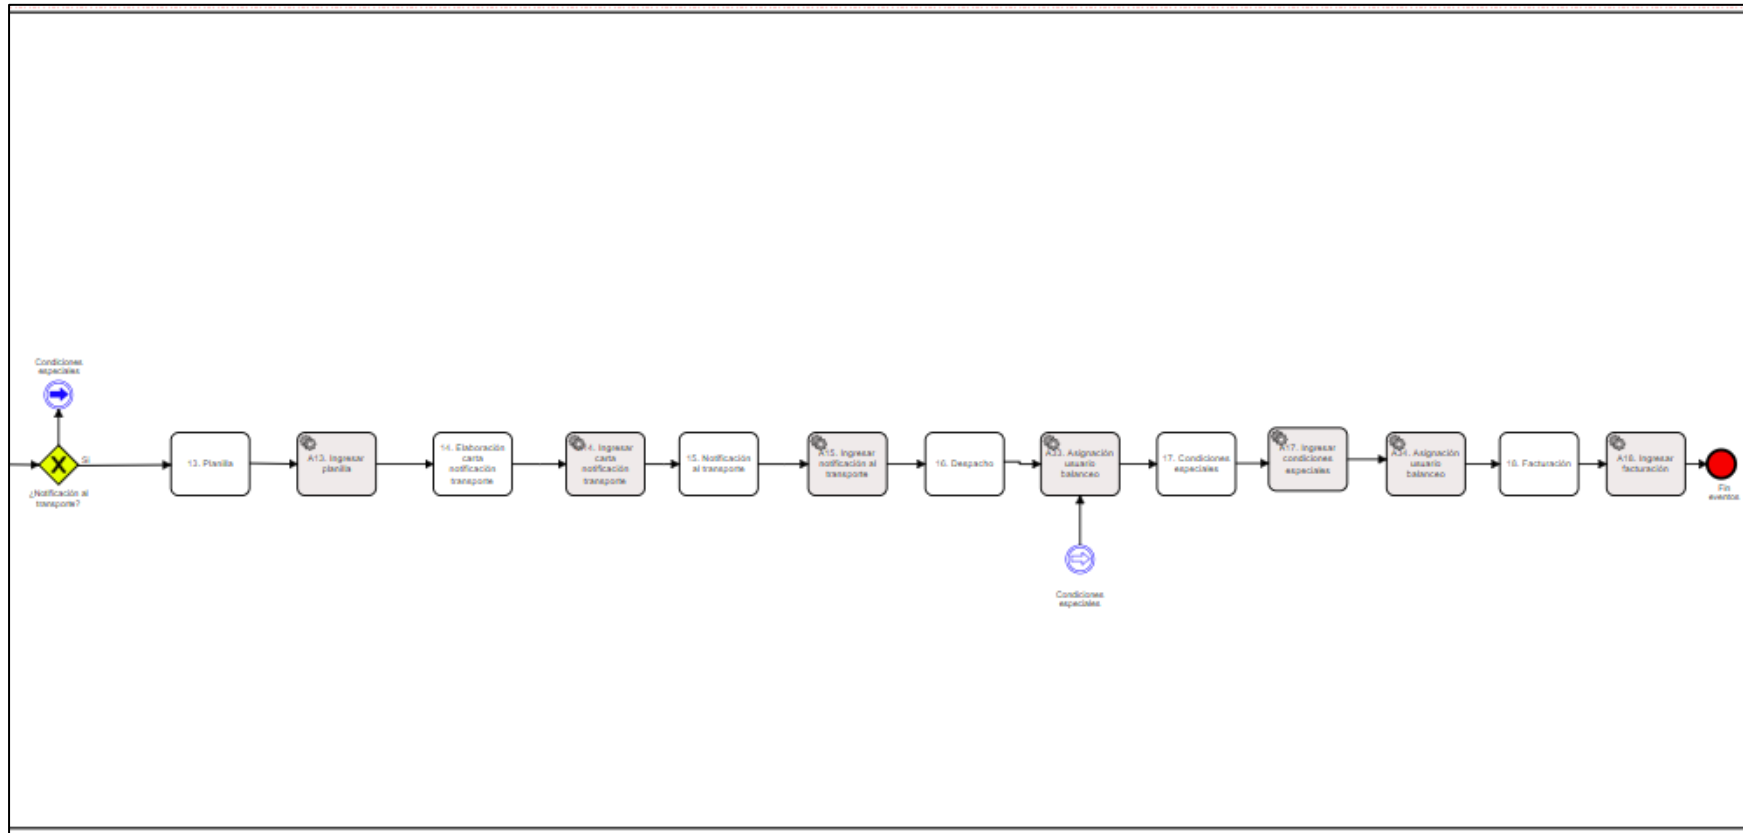 Condiciones
especiales
Si
¿Notificación al
transporte?
13. Planilla
A13. Ingresar
planilla
14. Elaboración
carta
notificación
transporte
Ingresar
carta
notificación
transporte
15. Notificación
al transporte
A15. Ingresar
notificación al
transporte
16. Despacho
A33. Asignación
usuario
balanceo
Condiciones
especiales
17. Condiciones
especiales
A17. Ingresar
condiciones
especiales
A34. Asignación
usuario
balanceo
18. Facturación
A18. Ingresar
facturación
Fin
eventos